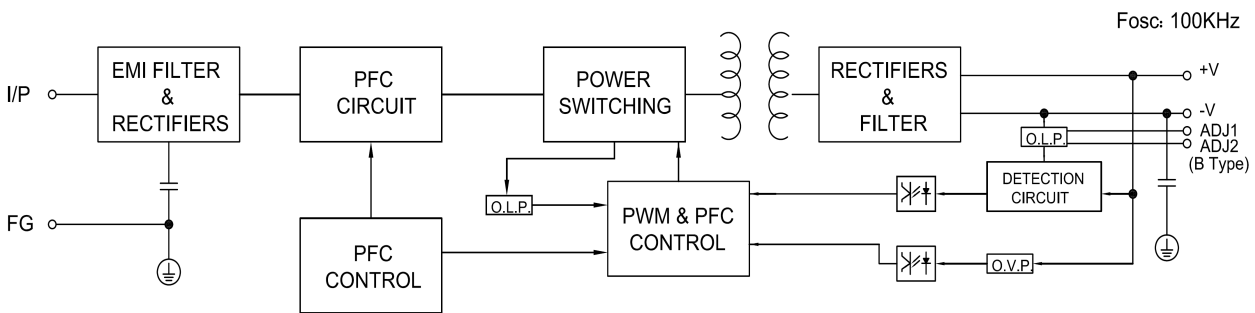 Fosc: 100KHz
I/P
EMI FILTER
&
RECTIFIERS
PFC
CIRCUIT
POWER
SWITCHING
RECTIFIERS
&
FILTER
+V
-V
ADJ1
ADJ2
(B Type)
O.L.P.
DETECTION
CIRCUIT
O.L.P.
PWM & PFC
CONTROL
FG
PFC
CONTROL
O.V.P.